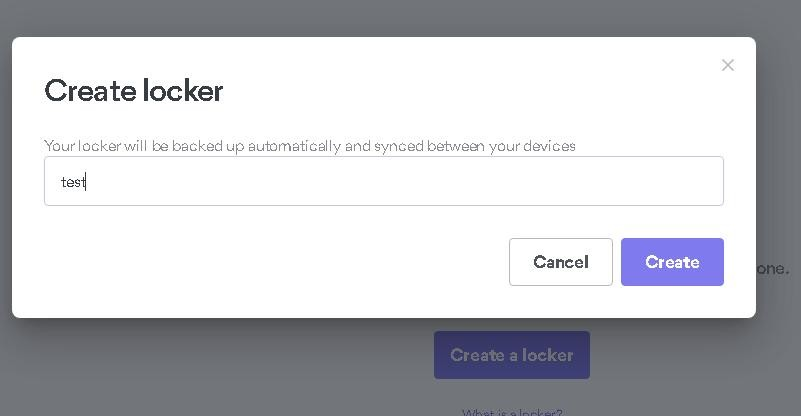 Create locker
Your locker will be backed up automatically and synced between your devices
test
Cancel
Create
one.
Create a locker
What is a locker?